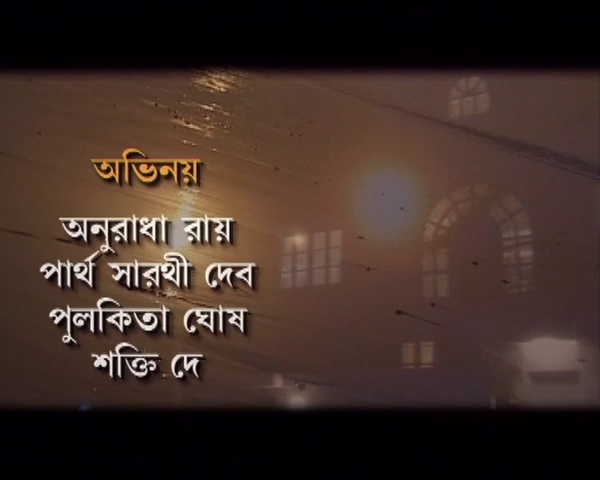 অভিনয়
অনুরাধা রায়
পার্থ সারথী দেব
পুলকিতা ঘোষ
শক্তি দে